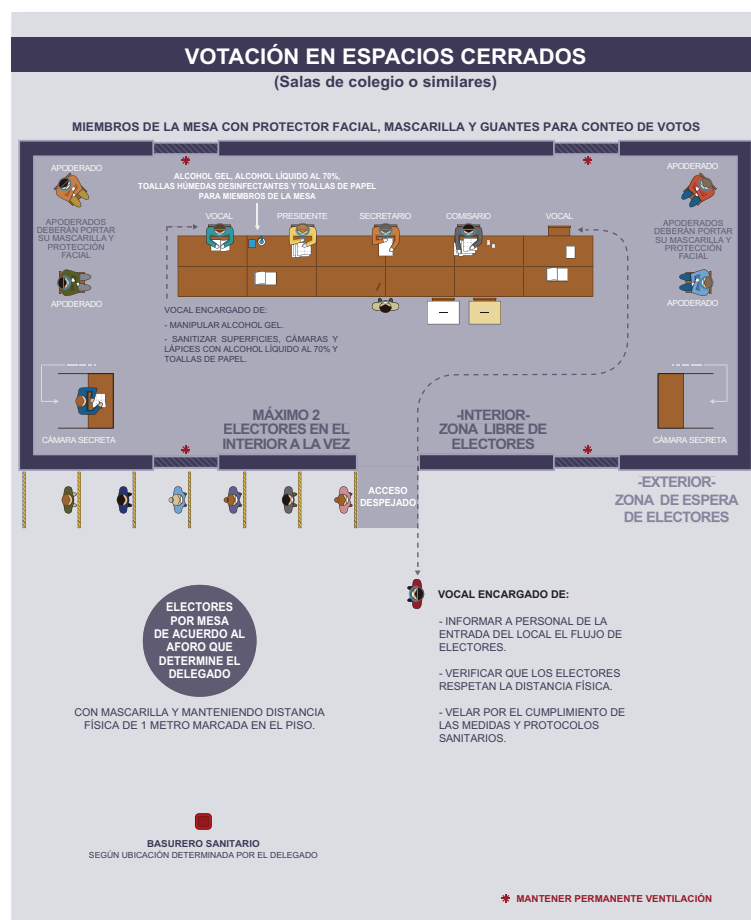 VOTACIÓN EN ESPACIOS CERRADOS
(Salas de colegio o similares)
MIEMBROS DE LA MESA CON PROTECTOR FACIAL, MASCARILLA Y GUANTES PARA CONTEO DE VOTOS
APODERADO
ALCOHOL GEL, ALCOHOL LÍQUIDO AL 70%,
TOALLAS HÚMEDAS DESINFECTANTES Y TOALLAS DE PAPEL
PARA MIEMBROS DE LA MESA
APODERADO
APODERADOS
DEBERÁN PORTAR
SU MASCARILLA Y
PROTECCIÓN
FACIAL
VOCAL
PRESIDENTE
SECRETARIO
COMISARIO
VOCAL
APODERADOS
DEBERÁN PORTAR
SU MASCARILLA Y
PROTECCIÓN
FACIAL
APODERADO
APODERADO
VOCAL ENCARGADO DE:
- MANIPULAR ALCOHOL GEL.
- SANITIZAR SUPERFICIES, CÁMARAS Y
LÁPICES CON ALCOHOL LÍQUIDO AL 70% Y
TOALLAS DE PAPEL.
CÁMARA SECRETA
MÁXIMO 2
ELECTORES EN EL
INTERIOR A LA VEZ
-INTERIOR-
ZONA LIBRE DE
ELECTORES
CÁMARA SECRETA
ACCESO
DESPEJADO
-EXTERIOR-
ZONA DE ESPERA
DE ELECTORES
ELECTORES
POR MESA
DE ACUERDO AL
AFORO QUE
DETERMINE EL
DELEGADO
CON MASCARILLA Y MANTENIENDO DISTANCIA
FÍSICA DE 1 METRO MARCADA EN EL PISO.
VOCAL ENCARGADO DE:
- INFORMAR A PERSONAL DE LA
ENTRADA DEL LOCAL EL FLUJO DE
ELECTORES.
- VERIFICAR QUE LOS ELECTORES
RESPETAN LA DISTANCIA FÍSICA.
- VELAR POR EL CUMPLIMIENTO DE
LAS MEDIDAS Y PROTOCOLOS
SANITARIOS.
BASURERO SANITARIO
SEGÚN UBICACIÓN DETERMINADA POR EL DELEGADO
* MANTENER PERMANENTE VENTILACIÓN